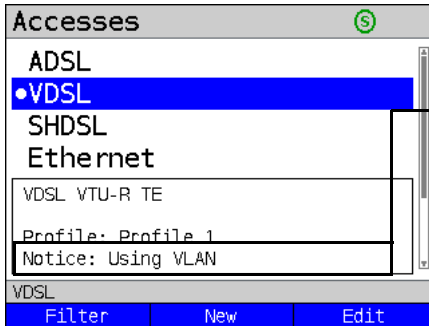 Accesses
S
ADSL
VDSL
SHDSL
Ethernet
VDSL VTU-R TE
Profile: Profile 1
Notice: Using VLAN
VDSL
Filter New Edit